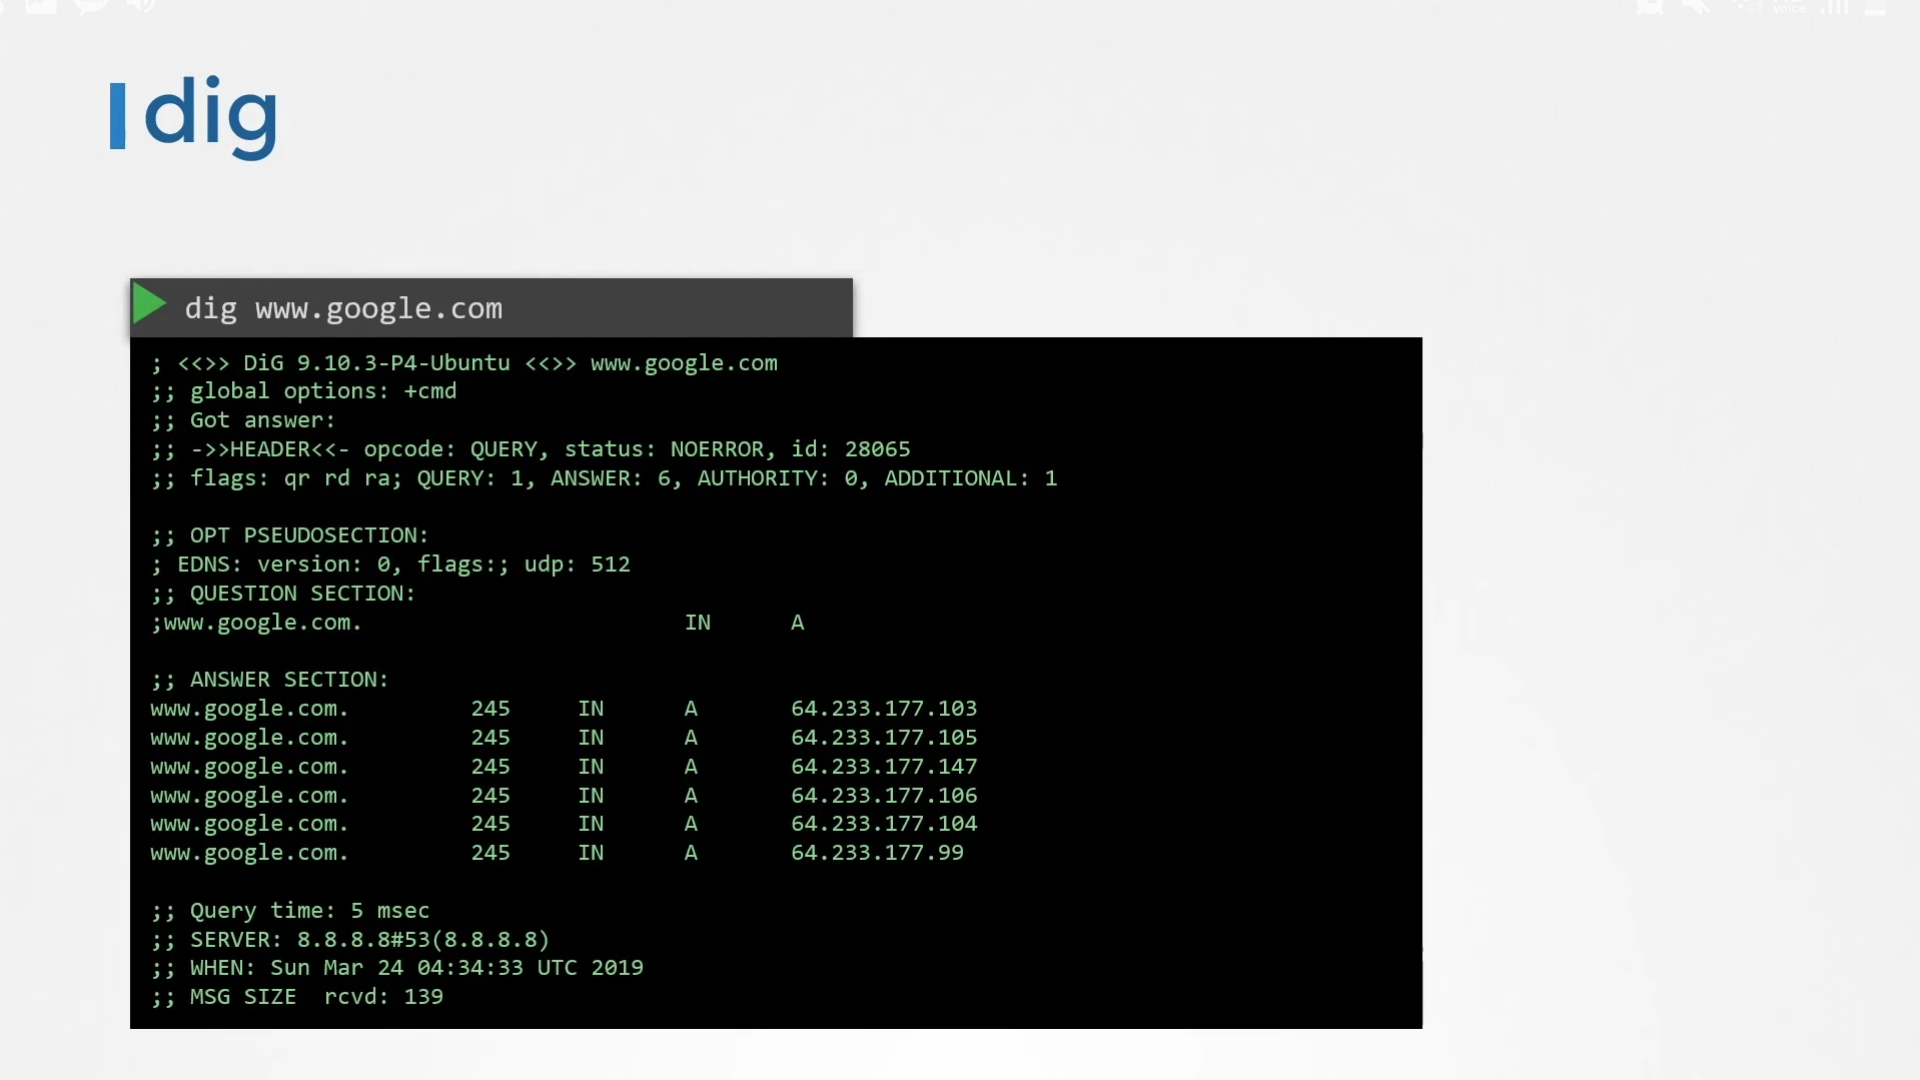 dig
dig www.google.com
; <<>> DiG 9.10.3-P4-Ubuntu <<>> www.google.com
;; global options: +cmd
;; Got answer:
;; ->>HEADER<<- opcode: QUERY, status: NOERROR, id: 28065
;; flags: qr rd ra; QUERY: 1, ANSWER: 6, AUTHORITY: 0, ADDITIONAL: 1
;; OPT PSEUDOSECTION:
; EDNS: version: 0, flags:; udp: 512
;; QUESTION SECTION:
;www.google.com. IN A
;; ANSWER SECTION:
www.google.com. 245 IN A 64.233.177.103
www.google.com. 245 IN A 64.233.177.105
www.google.com. 245 IN A 64.233.177.147
www.google.com. 245 IN A 64.233.177.106
www.google.com. 245 IN A 64.233.177.104
www.google.com. 245 IN A 64.233.177.99
;; Query time: 5 msec
;; SERVER: 8.8.8.8#53(8.8.8.8)
;; WHEN: Sun Mar 24 04:34:33 UTC 2019
;; MSG SIZE  rcvd: 139